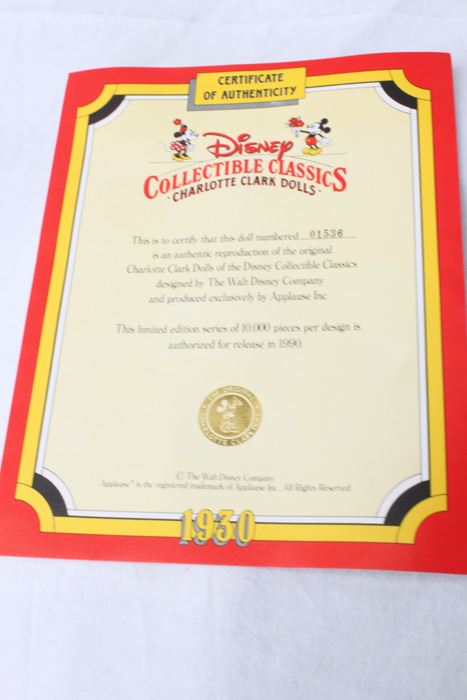 CERTIFICATE
OF AUTHENTICITY
Disney
COLLECTIBLE CLASSICS
· CHARLOTTE CLARK DOLLS ·
This is to certify that this doll numbered 01536
is an authentic reproduction of the original
Charlotte Clark Dolls of the Disney Collectible Classics
designed by The Walt Disney Company
and produced exclusively by Applause Inc.
This limited edition series of 10,000 pieces per design is
authorized for release in 1990.
THE ORIGINAL
CHARLOTTE CLARK
© The Walt Disney Company
Applause® is the registered trademark of Applause Inc. All Rights Reserved
1930